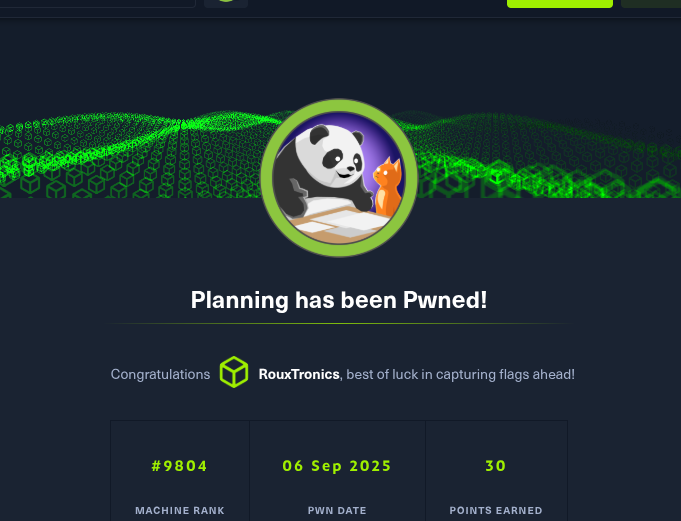 Planning has been Pwned!
Congratulations RouxTronics, best of luck in capturing flags ahead!
#9804 06 Sep 2025 30
MACHINE RANK PWN DATE POINTS EARNED